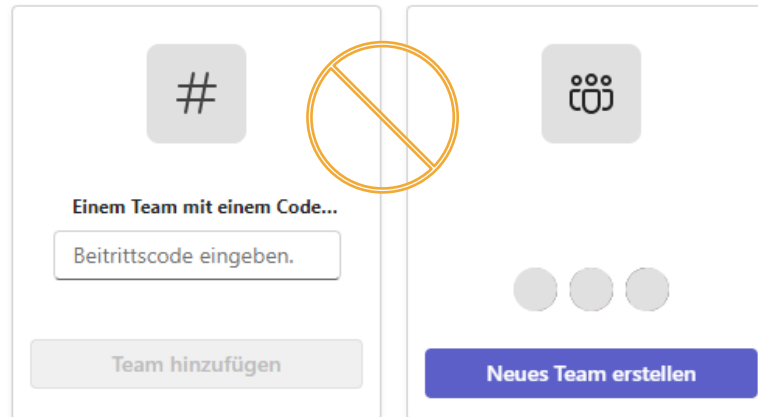 #
Einem Team mit einem Code...
Beitrittscode eingeben.
Team hinzufügen
Neues Team erstellen